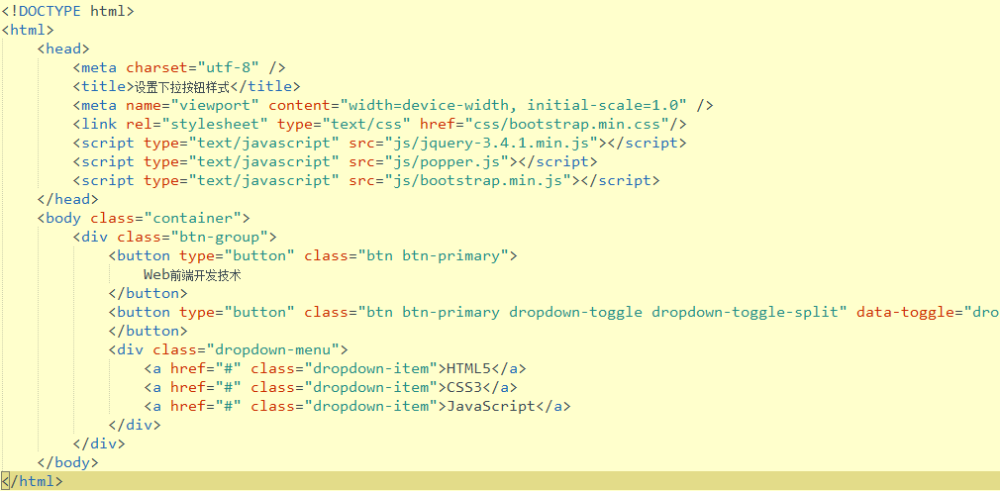 <!DOCTYPE html>
<html>
<head>
<meta charset="utf-8" />
<title>设置下拉按钮样式</title>
<meta name="viewport" content="width=device-width, initial-scale=1.0" />
<link rel="stylesheet" type="text/css" href="css/bootstrap.min.css"/>
<script type="text/javascript" src="js/jquery-3.4.1.min.js"></script>
<script type="text/javascript" src="js/popper.js"></script>
<script type="text/javascript" src="js/bootstrap.min.js"></script>
</head>
<body class="container">
<div class="btn-group">
<button type="button" class="btn btn-primary">
Web前端开发技术
</button>
<button type="button" class="btn btn-primary dropdown-toggle dropdown-toggle-split" data-toggle="dro
</button>
<div class="dropdown-menu">
<a href="#" class="dropdown-item">HTML5</a>
<a href="#" class="dropdown-item">CSS3</a>
<a href="#" class="dropdown-item">JavaScript</a>
</div>
</div>
</body>
</html>